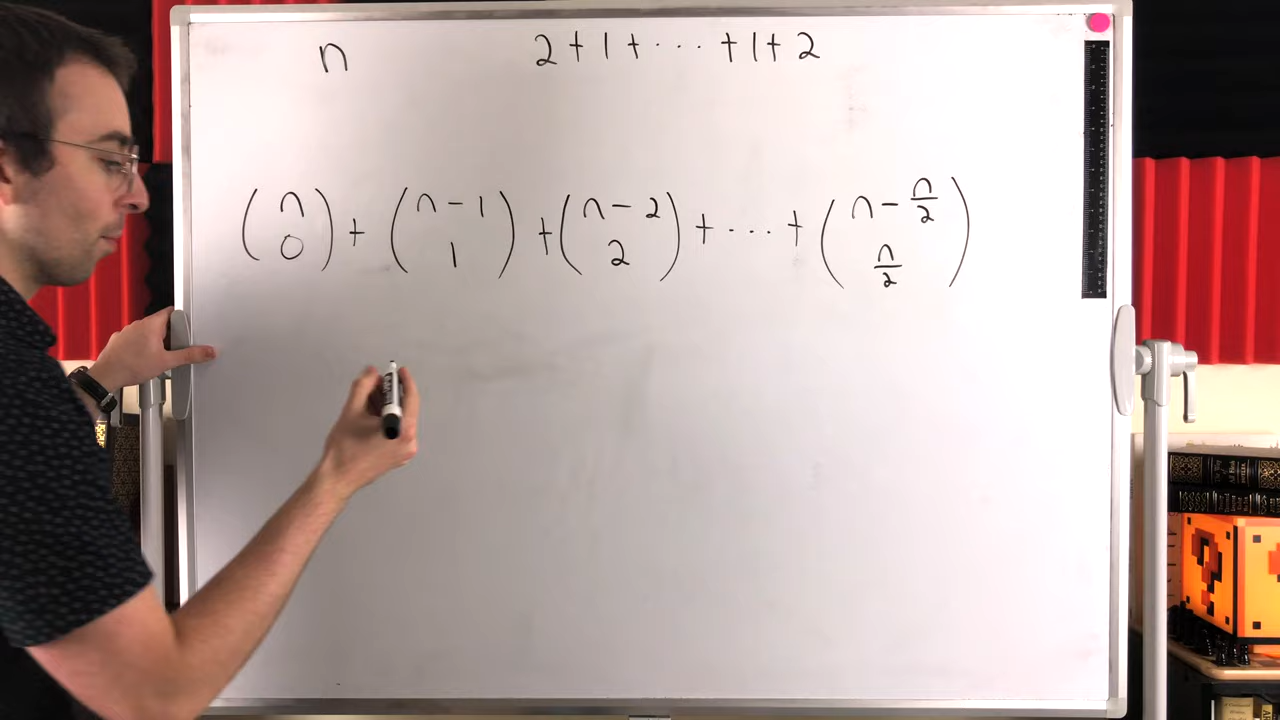 n 2 + 1 + ··· + 1 + 2
(n 0) + (n − 1 1) + (n − 2 2) + ··· + (n − n/2 n/2)
?